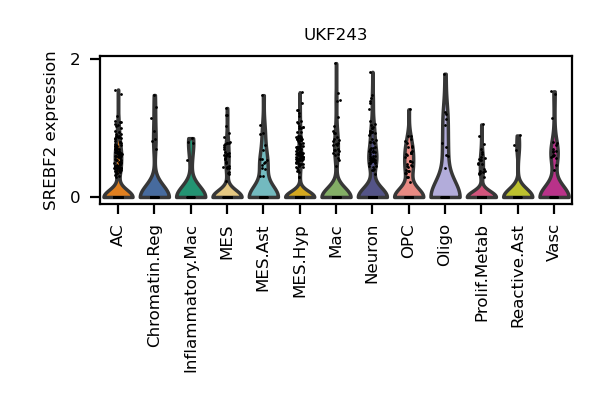 UKF243
SREBF2 expression
2
0
AC
Chromatin.Reg
Inflammatory.Mac
MES
MES.Ast
MES.Hyp
Mac
Neuron
OPC
Oligo
Prolif.Metab
Reactive.Ast
Vasc